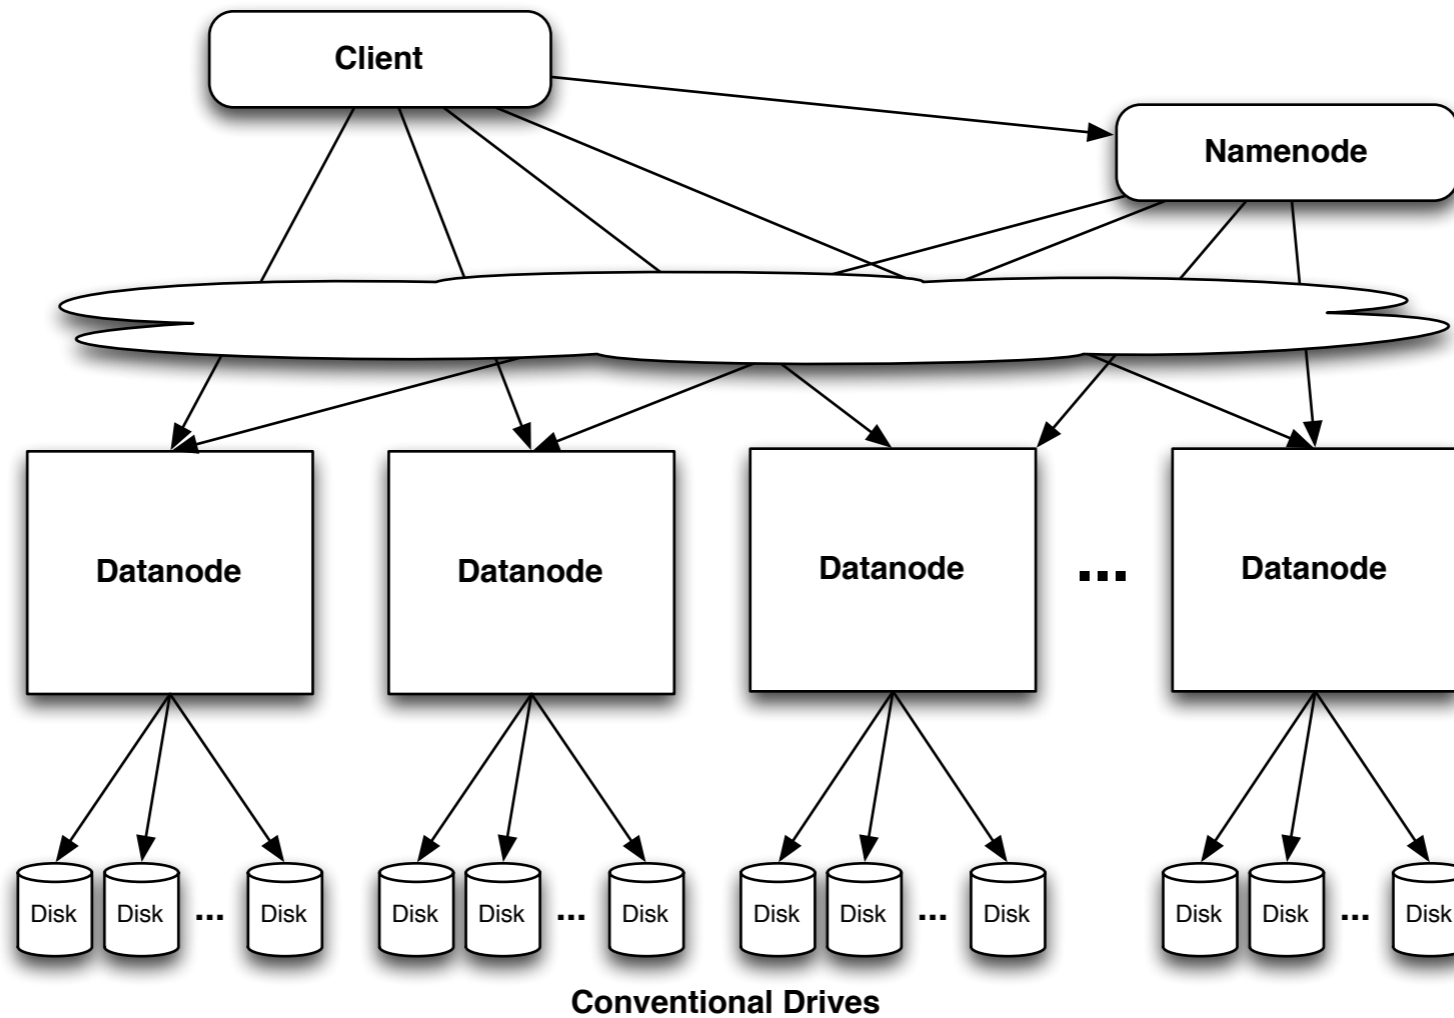 Client
Namenode
Datanode Datanode Datanode ... Datanode
Disk Disk ... Disk Disk Disk ... Disk Disk Disk ... Disk Disk Disk ... Disk
Conventional Drives